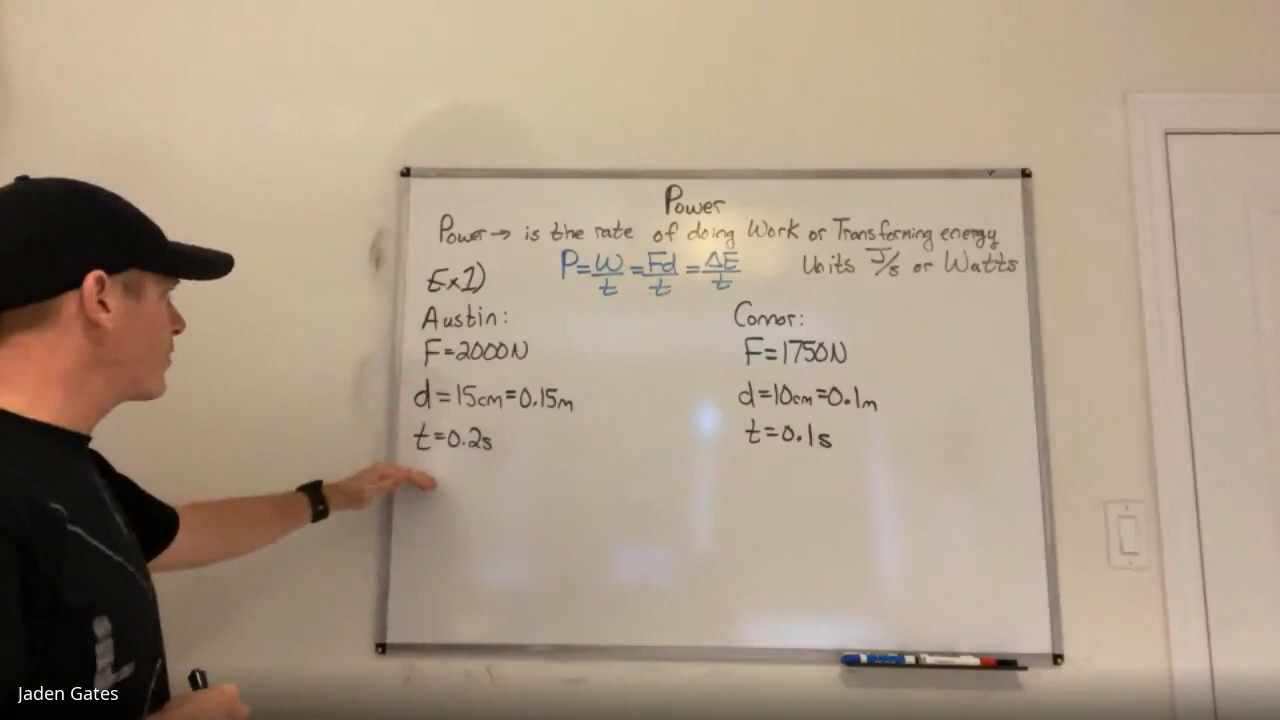 Power
Power→ is the rate of doing Work or Transforming energy
P=W/t=Fd/t=ΔE/t
Units J/s or Watts
Ex1)
Austin:
F=2000N
d=15cm=0.15m
t=0.2s
Connor:
F=1750N
d=10cm=0.1m
t=0.1s
Jaden Gates